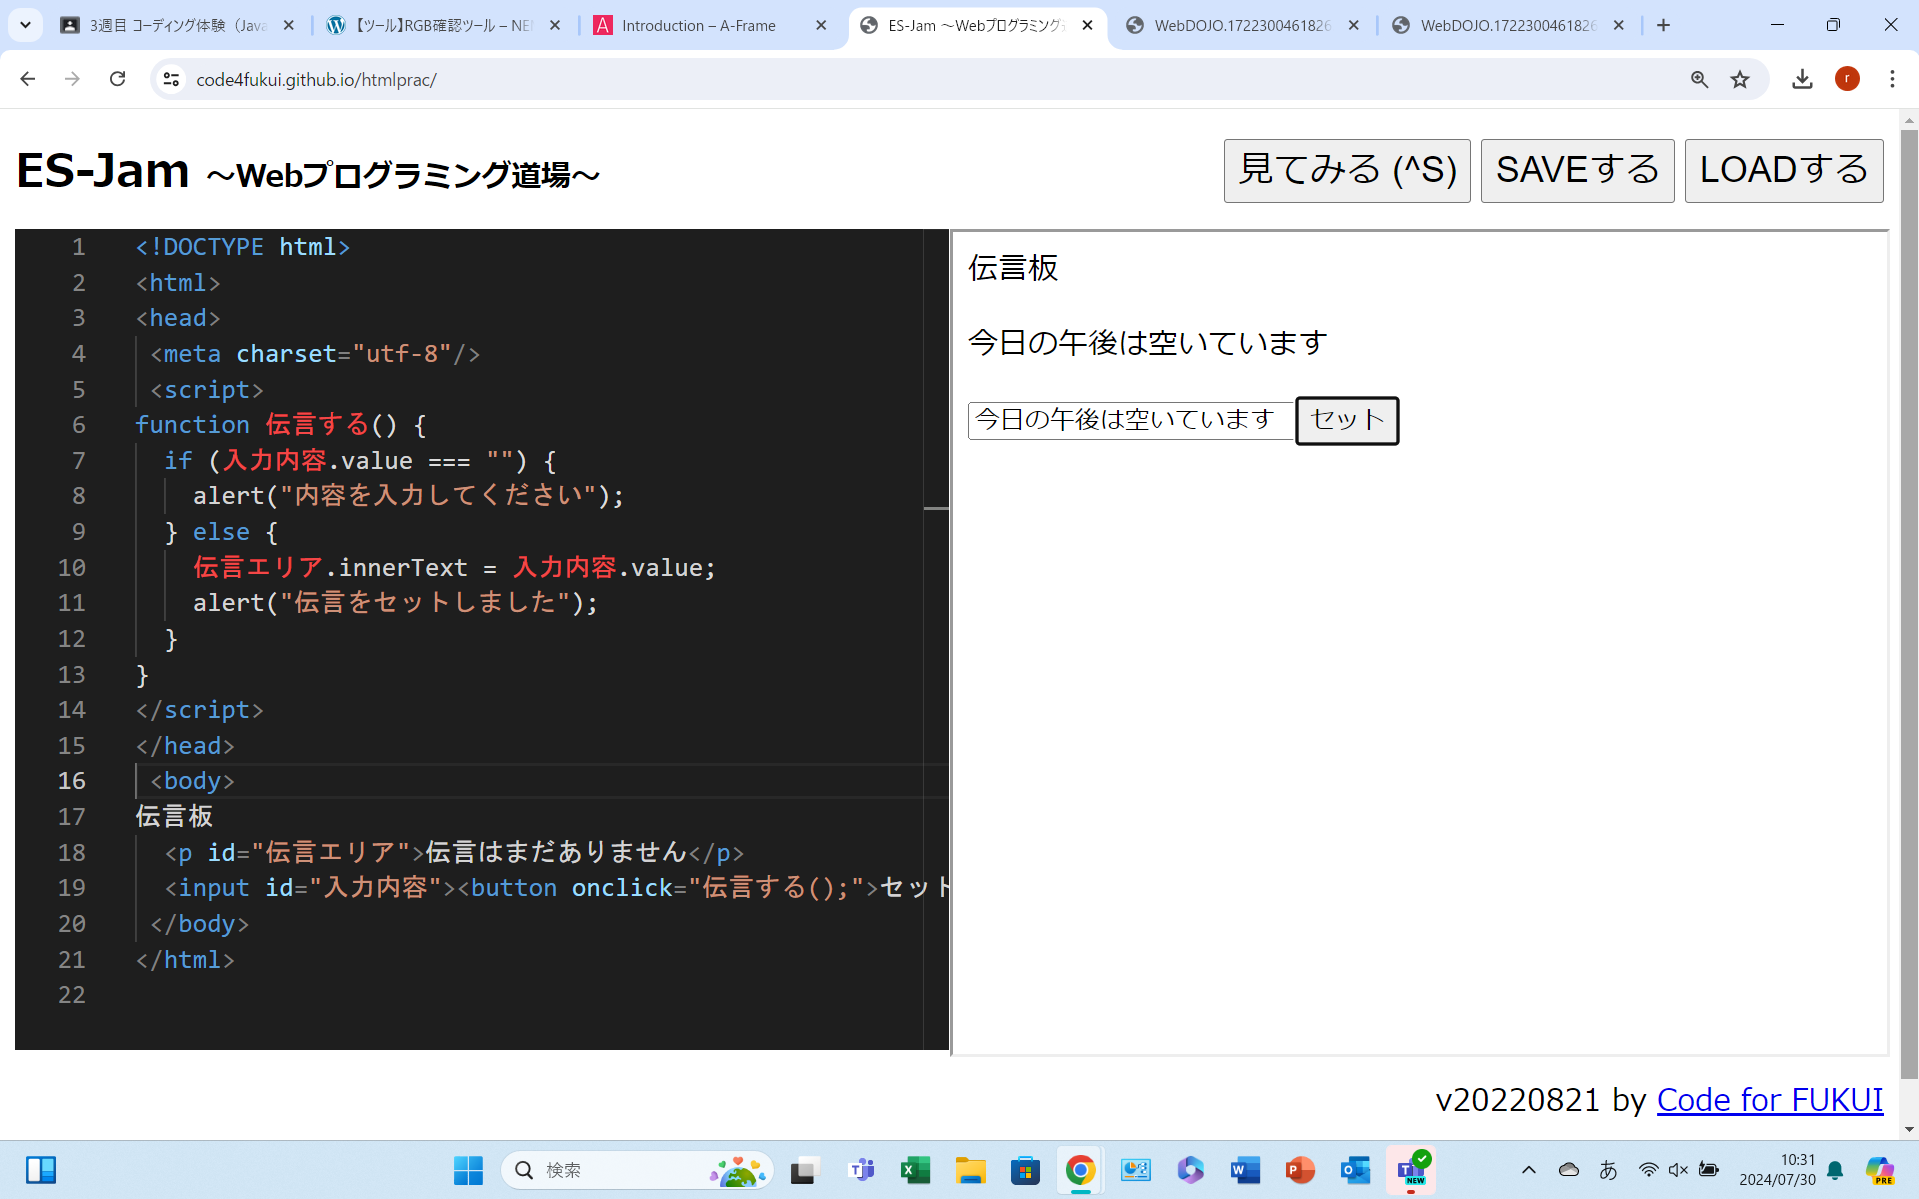 3週目 コーディング体験（Java
【ツール】RGB確認ツール – NE
Introduction – A-Frame
ES-Jam ～Webプログラミング
WebDOJO.1722300461826
WebDOJO.1722300461826
code4fukui.github.io/htmlprac/
r
ES-Jam ～Webプログラミング道場～
見てみる (^S) SAVEする LOADする
1 <!DOCTYPE html>
2 <html>
3 <head>
4 <meta charset="utf-8"/>
5 <script>
6 function 伝言する() {
7 if (入力内容.value === "") {
8 alert("内容を入力してください");
9 } else {
10 伝言エリア.innerText = 入力内容.value;
11 alert("伝言をセットしました");
12 }
13 }
14 </script>
15 </head>
16 <body>
17 伝言板
18 <p id="伝言エリア">伝言はまだありません</p>
19 <input id="入力内容"><button onclick="伝言する();">セット
20 </body>
21 </html>
22
伝言板
今日の午後は空いています
今日の午後は空いています セット
v20220821 by Code for FUKUI
検索
あ
10:31
2024/07/30
NEW
PRE